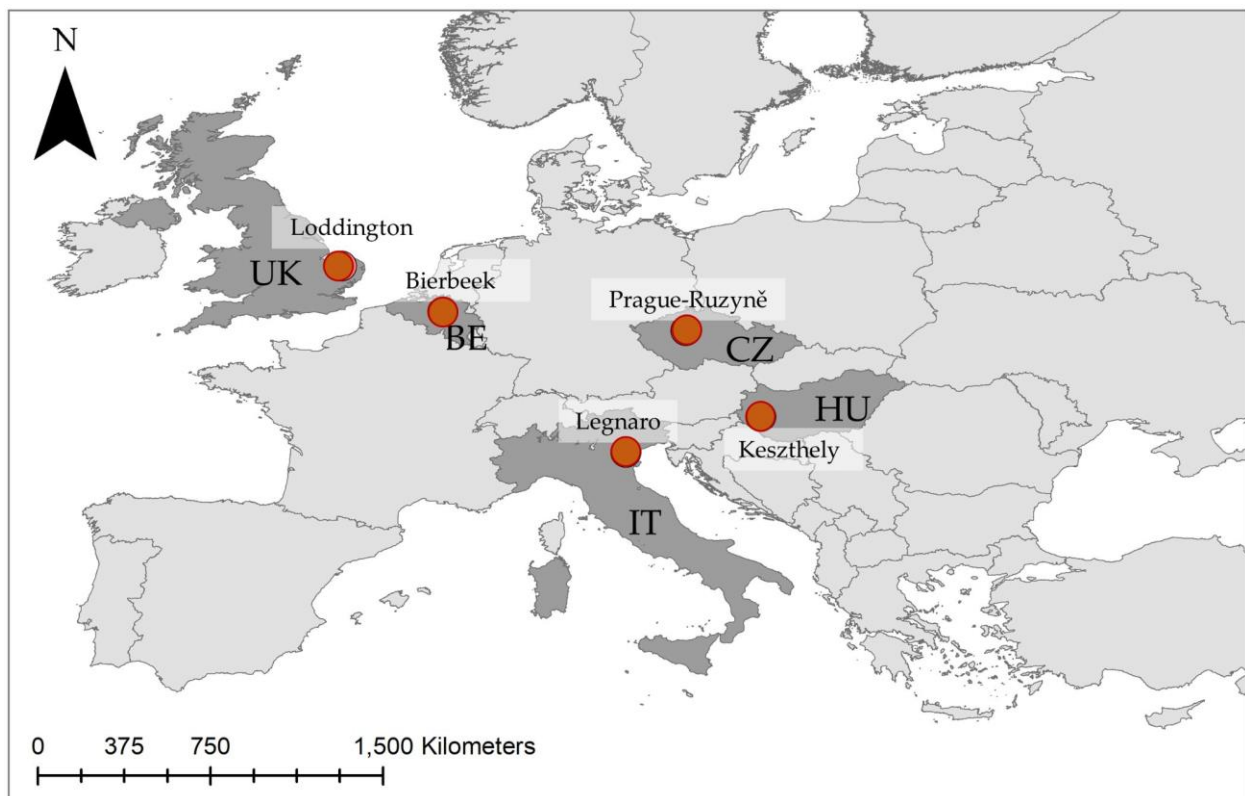 N
Loddington
UK
Bierbeek
BE
Prague-Ruzyně
CZ
HU
Legnaro
Keszthely
IT
0 375 750 1,500 Kilometers